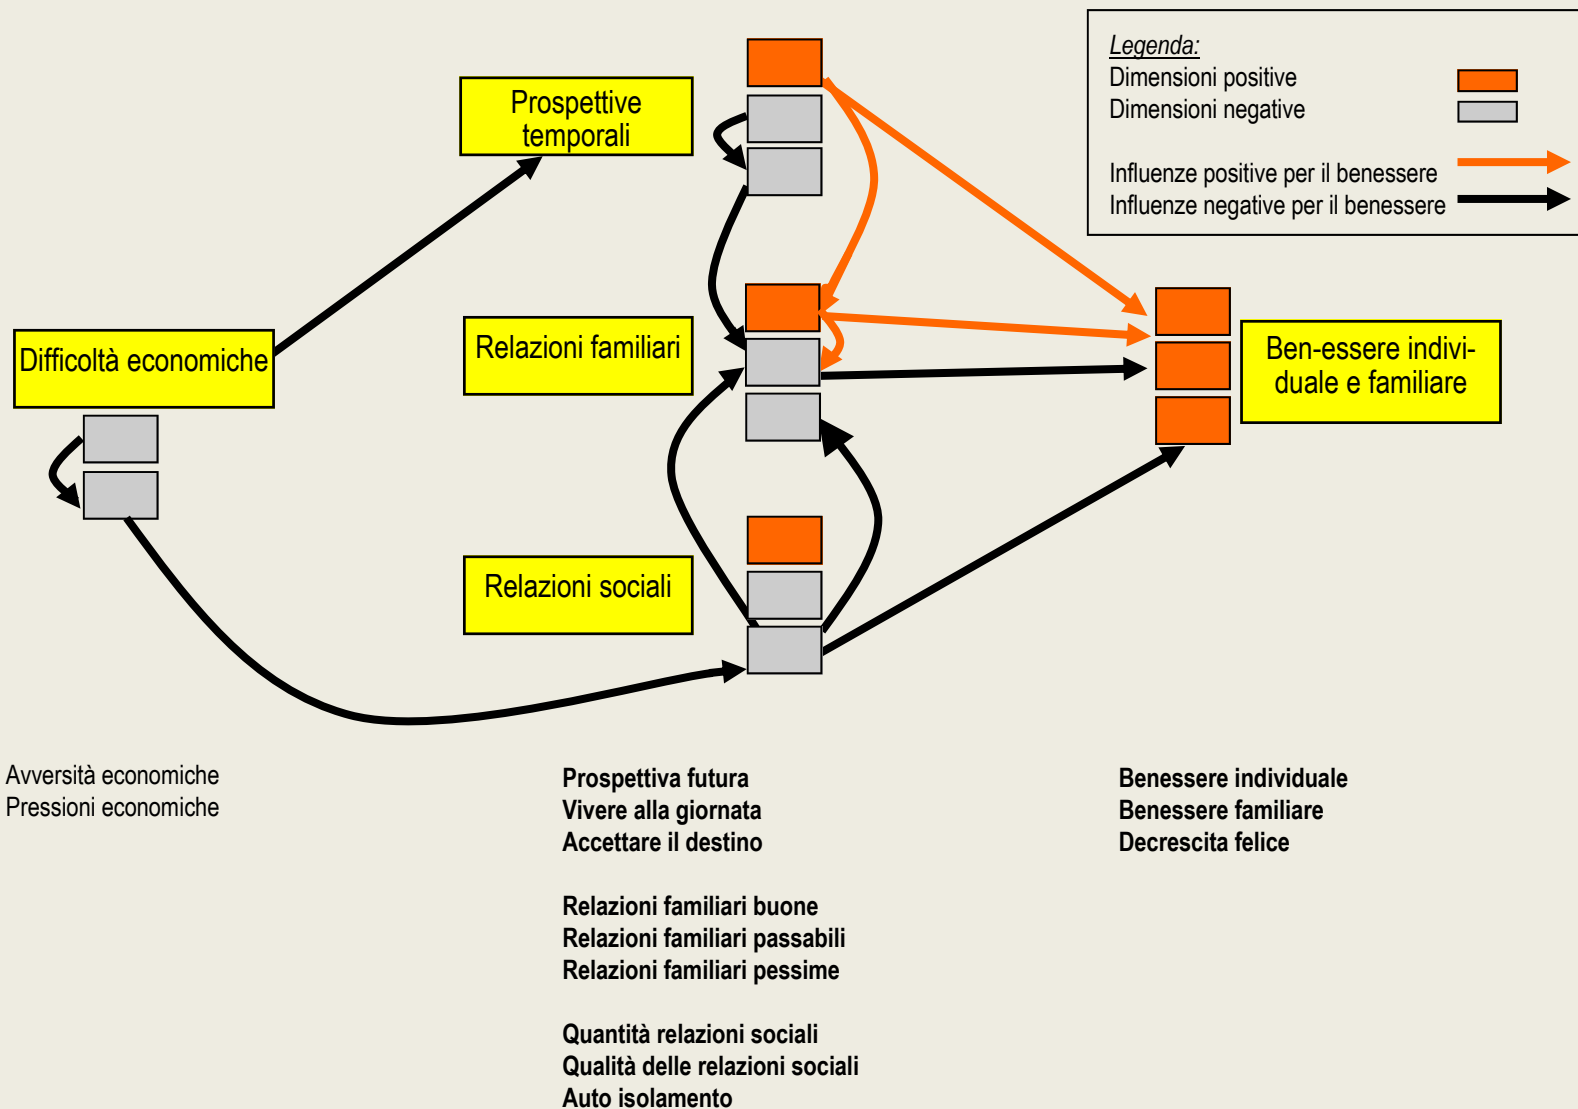 Legenda:
Dimensioni positive
Dimensioni negative
Influenze positive per il benessere
Influenze negative per il benessere
Prospettive
temporali
Relazioni familiari
Difficoltà economiche
Ben-essere indivi-
duale e familiare
Relazioni sociali
Avversità economiche
Pressioni economiche
Prospettiva futura
Vivere alla giornata
Accettare il destino
Relazioni familiari buone
Relazioni familiari passabili
Relazioni familiari pessime
Quantità relazioni sociali
Qualità delle relazioni sociali
Auto isolamento
Benessere individuale
Benessere familiare
Decrescita felice